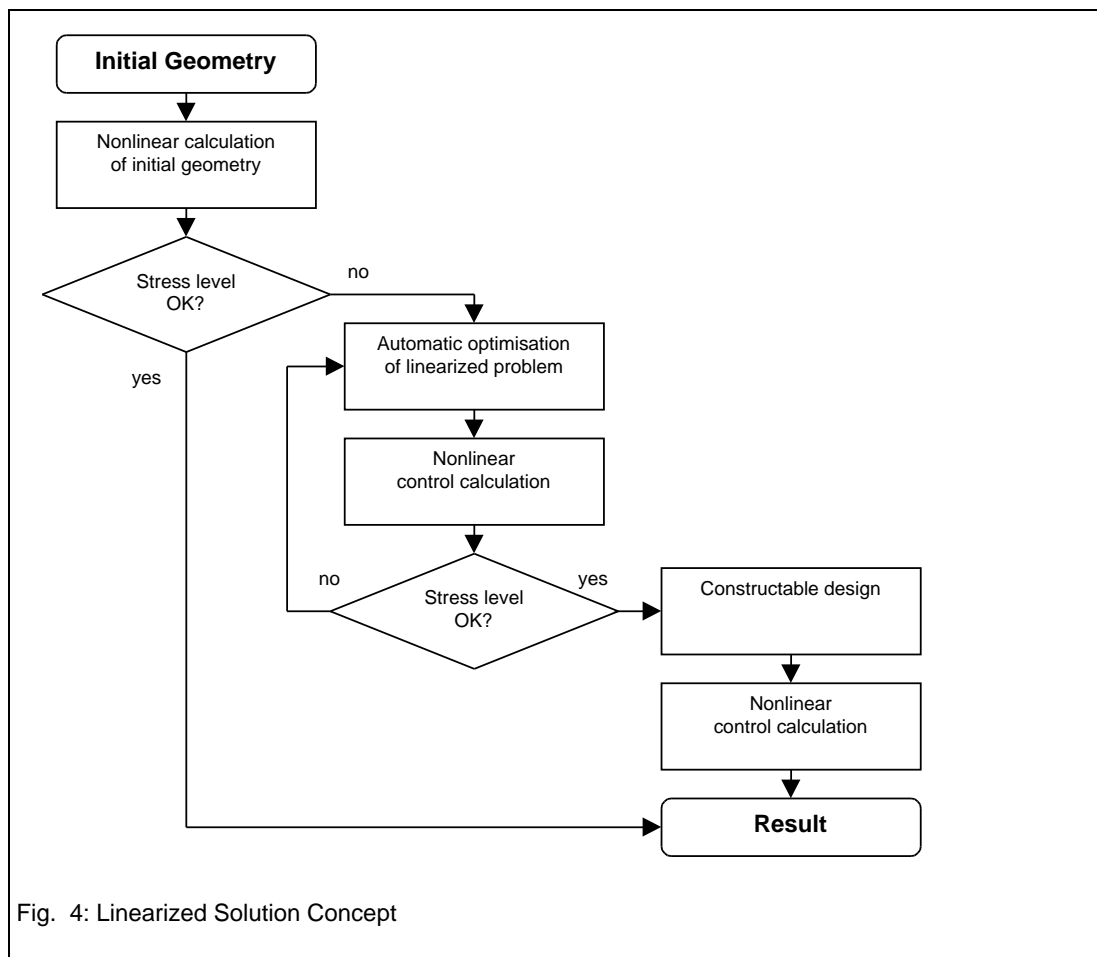 Initial Geometry
Nonlinear calculation
of initial geometry
Stress level
OK?
no
yes
Automatic optimisation
of linearized problem
Nonlinear
control calculation
no
Stress level
OK?
yes
Constructable design
Nonlinear
control calculation
Result
Fig. 4: Linearized Solution Concept